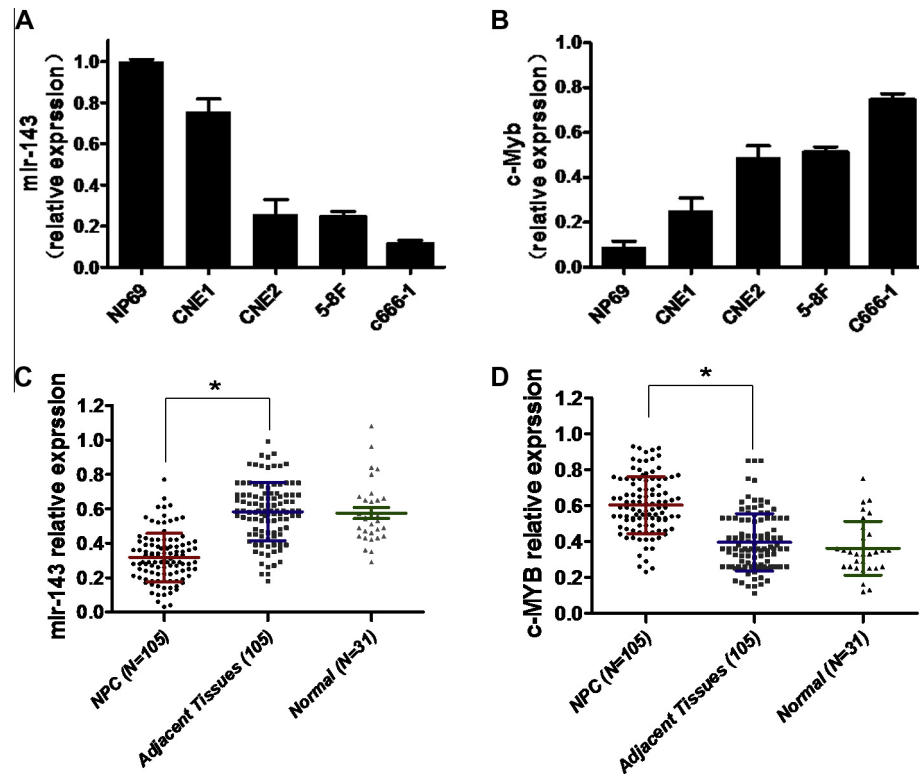 A
mIr-143
(relative exprssion)
1.0
0.8
0.6
0.4
0.2
0.0
NP69
CNE1
CNE2
5-8F
c666-1
B
c-Myb
(relative exprssion)
1.0
0.8
0.6
0.4
0.2
0.0
NP69
CNE1
CNE2
5-8F
C666-1
C
mIr-143 relative exprssion
1.2
1.0
0.8
0.6
0.4
0.2
0.0
*
NPC (N=105)
Adjacent Tissues (105)
Normal (N=31)
D
c-MYB relative exprssion
1.2
1.0
0.8
0.6
0.4
0.2
0.0
*
NPC (N=105)
Adjacent Tissues (105)
Normal (N=31)